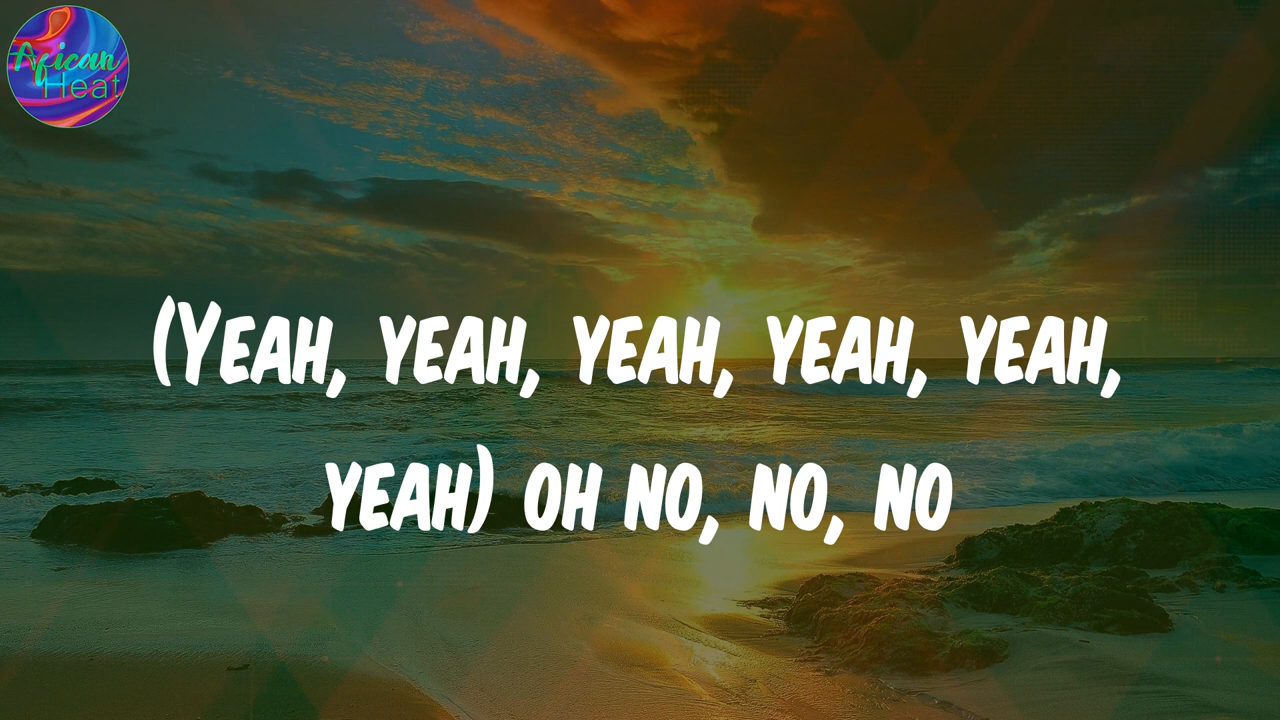 African
Heat
(Yeah, yeah, yeah, yeah, yeah,
yeah) oh no, no, no